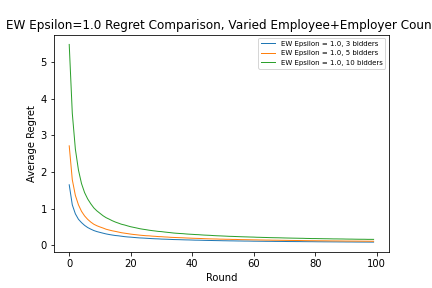 EW Epsilon=1.0 Regret Comparison, Varied Employee+Employer Coun
EW Epsilon = 1.0, 3 bidders
EW Epsilon = 1.0, 5 bidders
EW Epsilon = 1.0, 10 bidders
Average Regret
5
4
3
2
1
0
0 20 40 60 80 100
Round